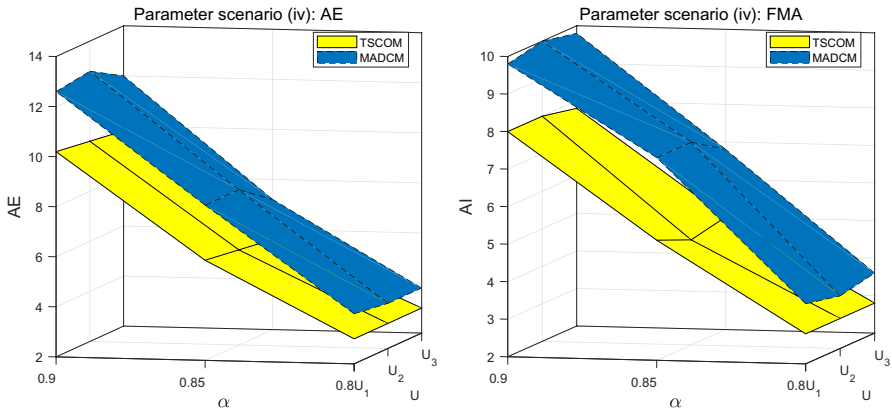 Parameter scenario (iv): AE
TSCOM
MADCM
AE
14
12
10
8
6
4
2
0.9
0.85
0.8
α
U₁
U₂
U₃
U
Parameter scenario (iv): FMA
TSCOM
MADCM
AI
10
9
8
7
6
5
4
3
2
0.9
0.85
0.8
α
U₁
U₂
U₃
U